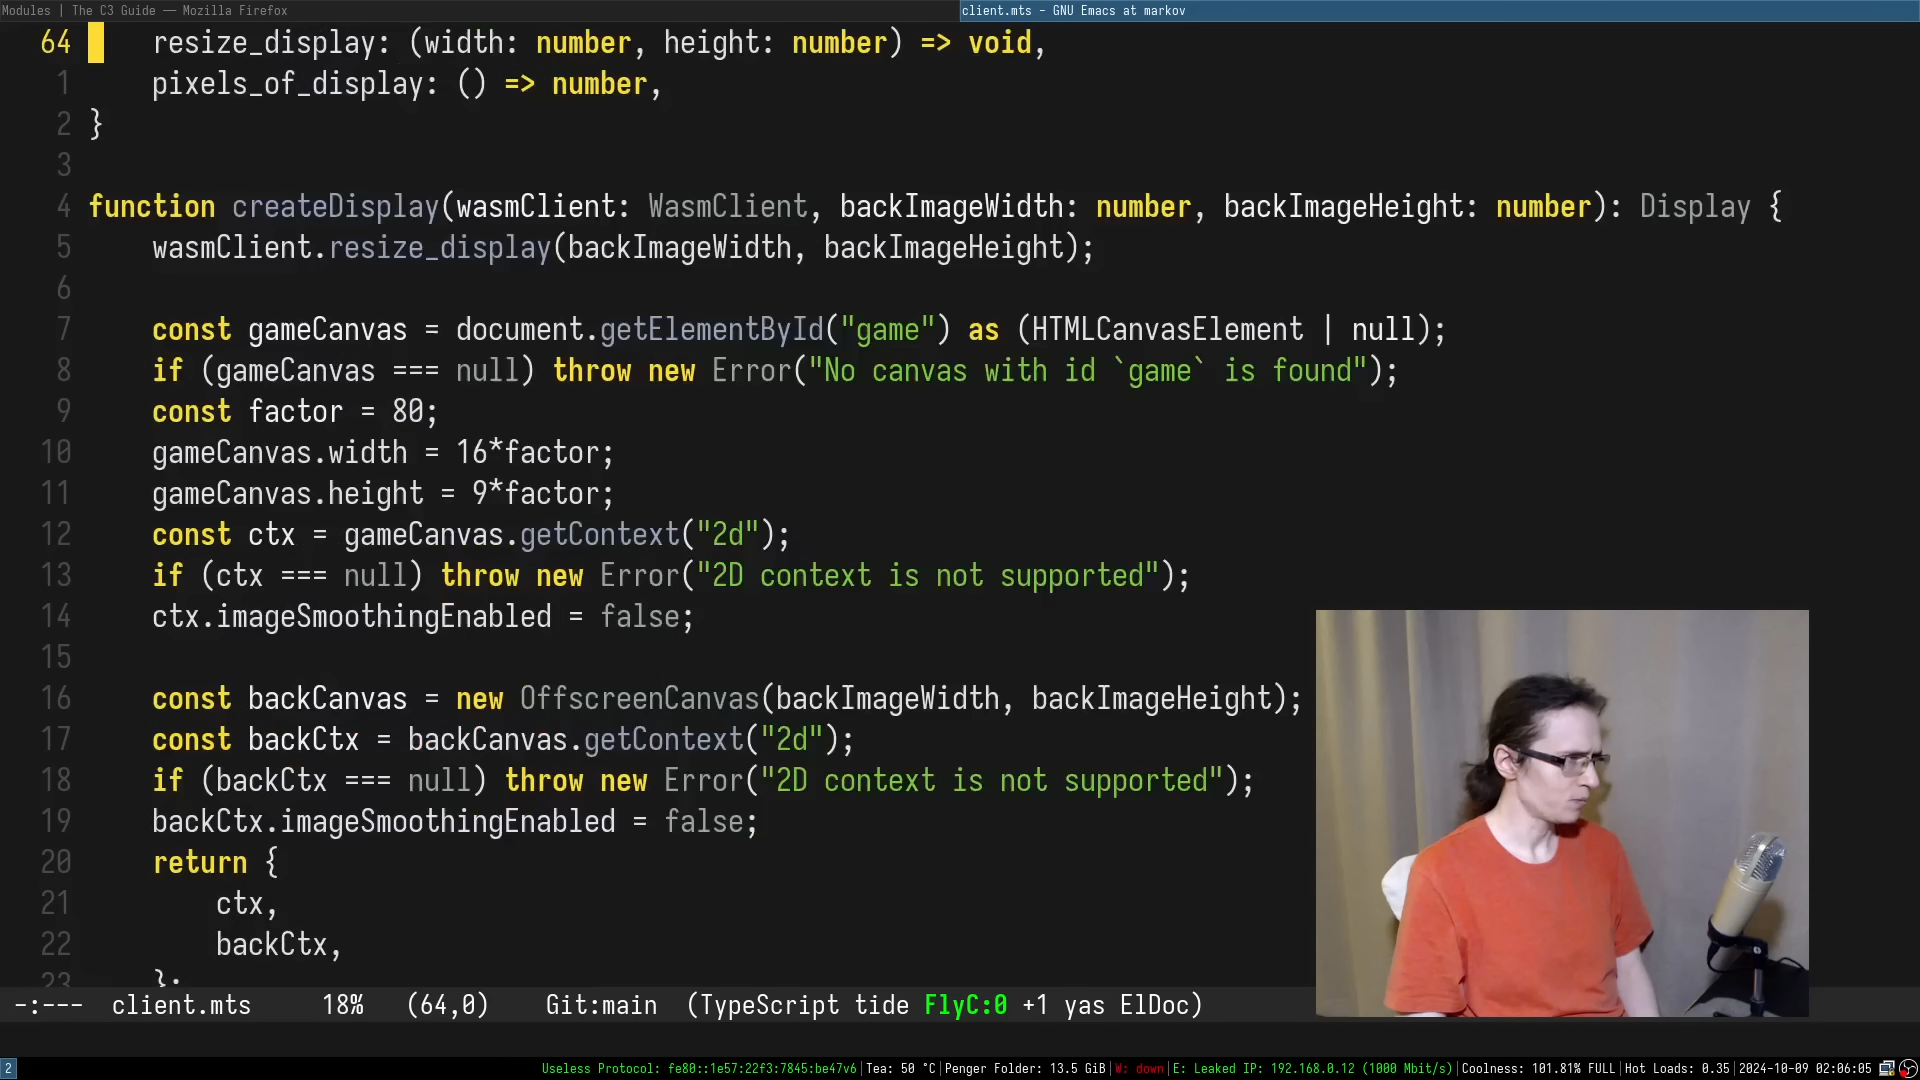 Modules | The C3 Guide — Mozilla Firefox
client.mts - GNU Emacs at markov
64 resize_display: (width: number, height: number) => void,
1 pixels_of_display: () => number,
2 }
3
4 function createDisplay(wasmClient: WasmClient, backImageWidth: number, backImageHeight: number): Display {
5 wasmClient.resize_display(backImageWidth, backImageHeight);
6
7 const gameCanvas = document.getElementById("game") as (HTMLCanvasElement | null);
8 if (gameCanvas === null) throw new Error("No canvas with id `game` is found");
9 const factor = 80;
10 gameCanvas.width = 16*factor;
11 gameCanvas.height = 9*factor;
12 const ctx = gameCanvas.getContext("2d");
13 if (ctx === null) throw new Error("2D context is not supported");
14 ctx.imageSmoothingEnabled = false;
15
16 const backCanvas = new OffscreenCanvas(backImageWidth, backImageHeight);
17 const backCtx = backCanvas.getContext("2d");
18 if (backCtx === null) throw new Error("2D context is not supported");
19 backCtx.imageSmoothingEnabled = false;
20 return {
21 ctx,
22 backCtx,
23 };
-:--- client.mts 18% (64,0) Git:main (TypeScript tide FlyC:0 +1 yas ElDoc)
2 Useless Protocol: fe80::1e57:22f3:7845:be47v6|Tea: 50 °C|Penger Folder: 13.5 GiB|W: down|E: Leaked IP: 192.168.0.12 (1000 Mbit/s)|Coolness: 101.81% FULL|Hot Loads: 0.35|2024-10-09 02:06:05